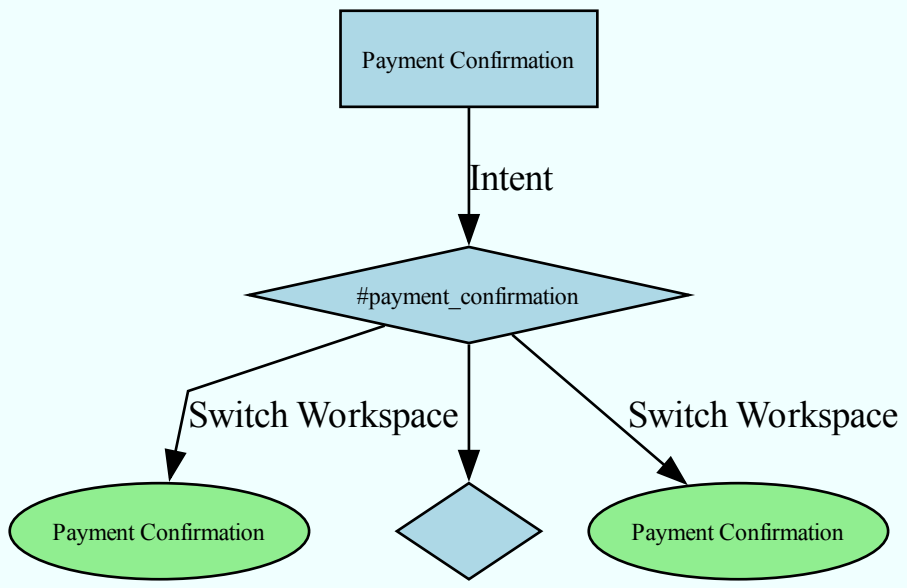 Payment Confirmation
Intent
#payment_confirmation
Switch Workspace
Switch Workspace
Payment Confirmation
Payment Confirmation